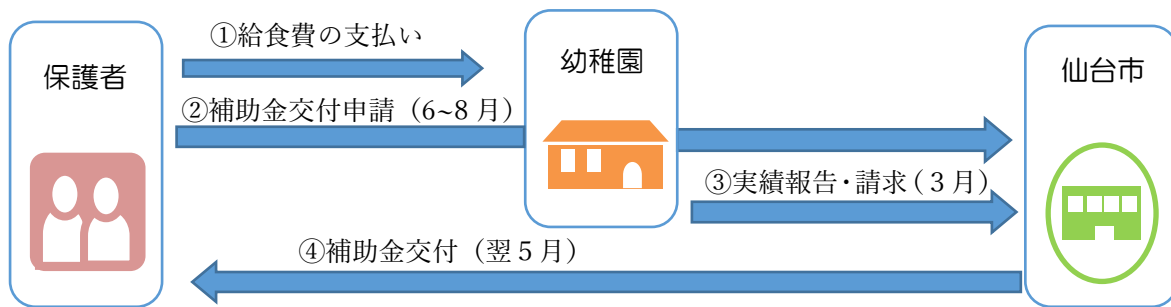 保護者
①給食費の支払い
②補助金交付申請（6~8 月）
幼稚園
仙台市
③実績報告・請求（３月）
④補助金交付（翌５月）